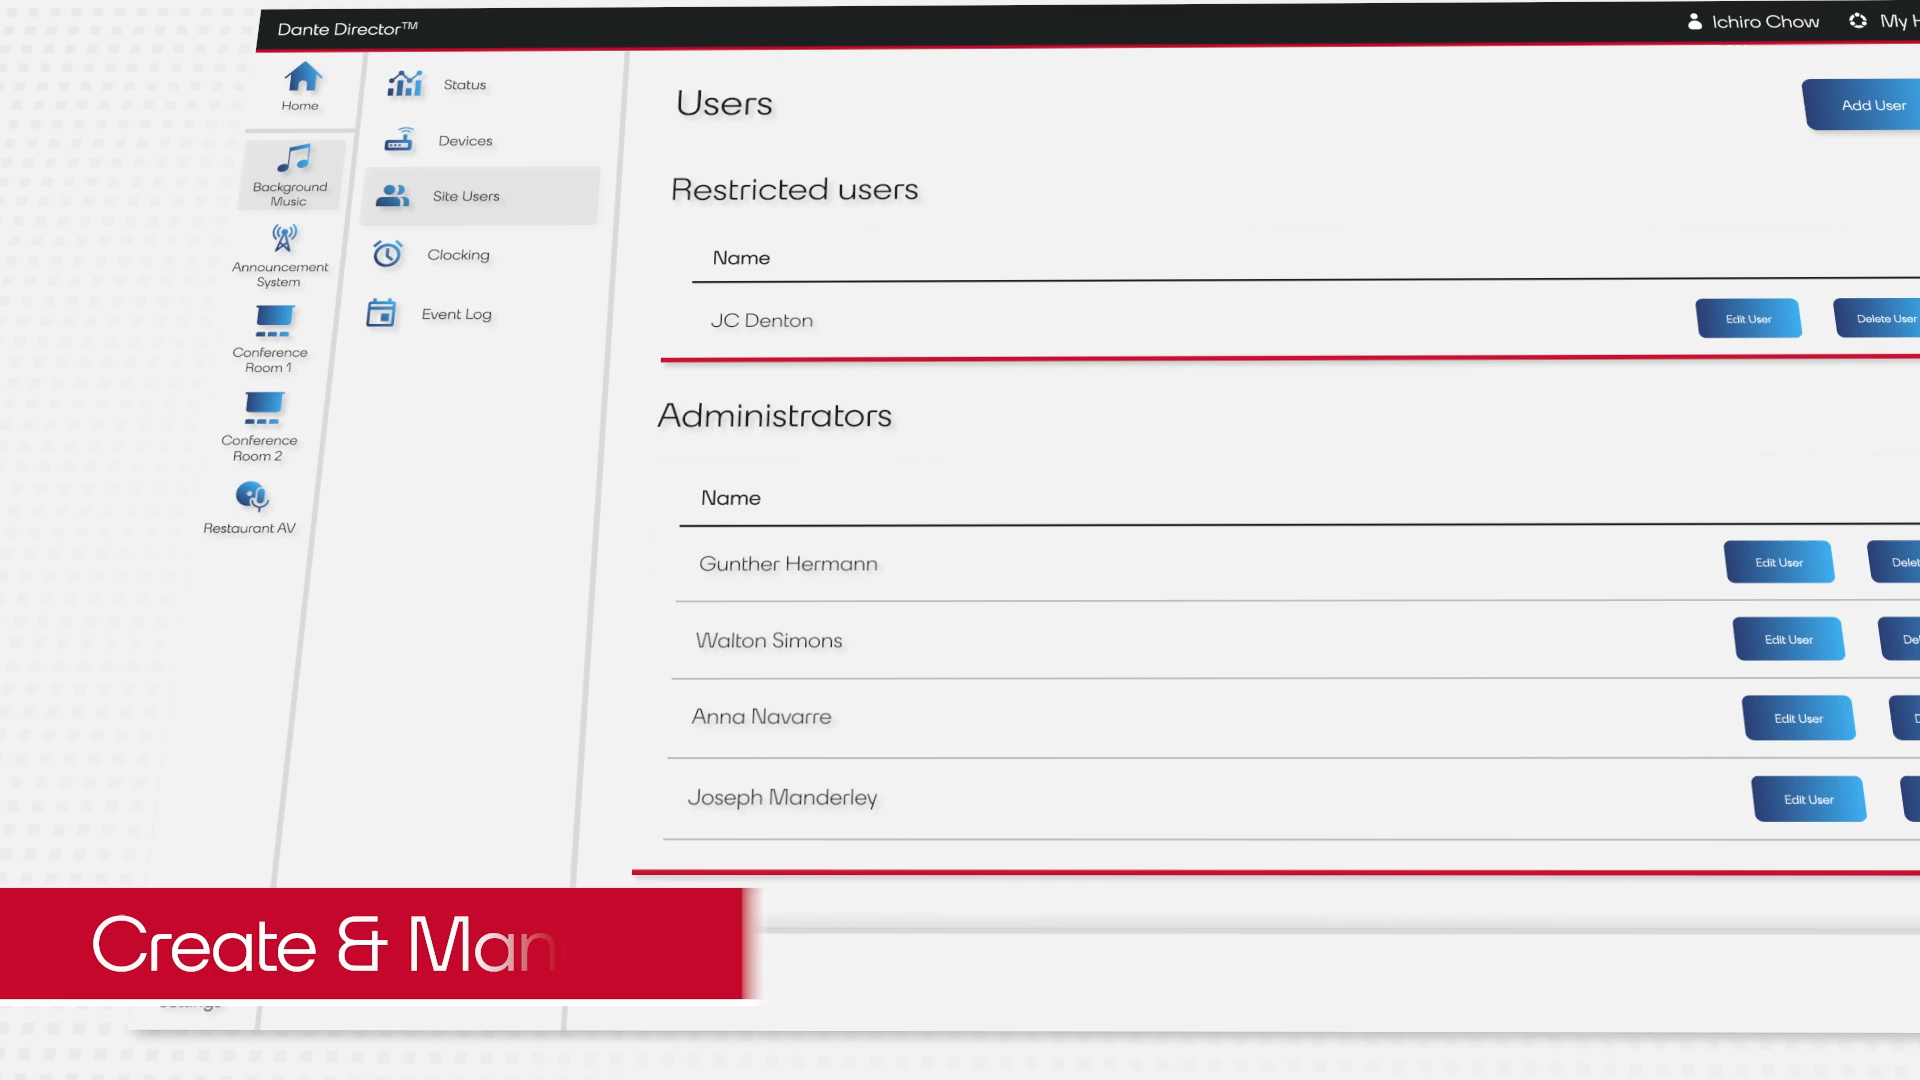 Dante Director™
Ichiro Chow
My
Home
Background
Music
Announcement
System
Conference
Room 1
Conference
Room 2
Restaurant AV
Status
Devices
Site Users
Clocking
Event Log
Users
Add User
Restricted users
Name
JC Denton
Edit User
Delete User
Administrators
Name
Gunther Hermann
Edit User
Walton Simons
Edit User
Anna Navarre
Edit User
Joseph Manderley
Edit User
Create & Man